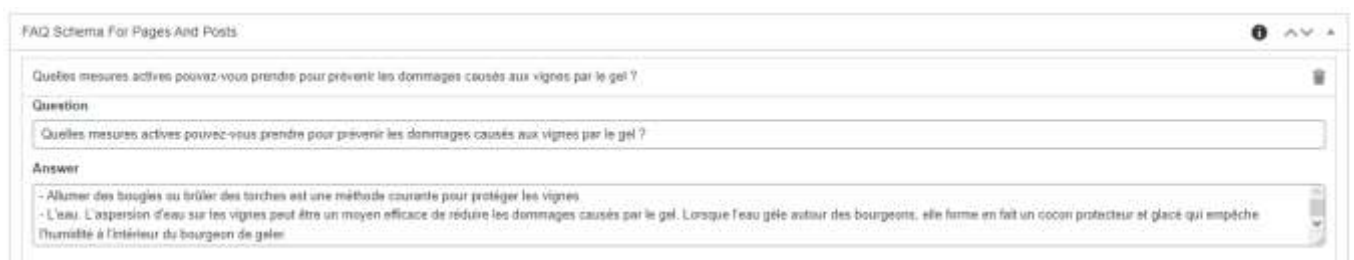 FAQ Schema For Pages And Posts
Quelles mesures actives pouvez-vous prendre pour prévenir les dommages causés aux vignes par le gel ?
Question
Quelles mesures actives pouvez-vous prendre pour prévenir les dommages causés aux vignes par le gel ?
Answer
- Allumer des bougies ou brûler des torches est une méthode courante pour protéger les vignes
- L'eau. L'aspersion d'eau sur les vignes peut être un moyen efficace de réduire les dommages causés par le gel. Lorsque l'eau gèle autour des bourgeons, elle forme en fait un cocon protecteur et glacé qui empêche
l'humidité à l'intérieur du bourgeon de geler